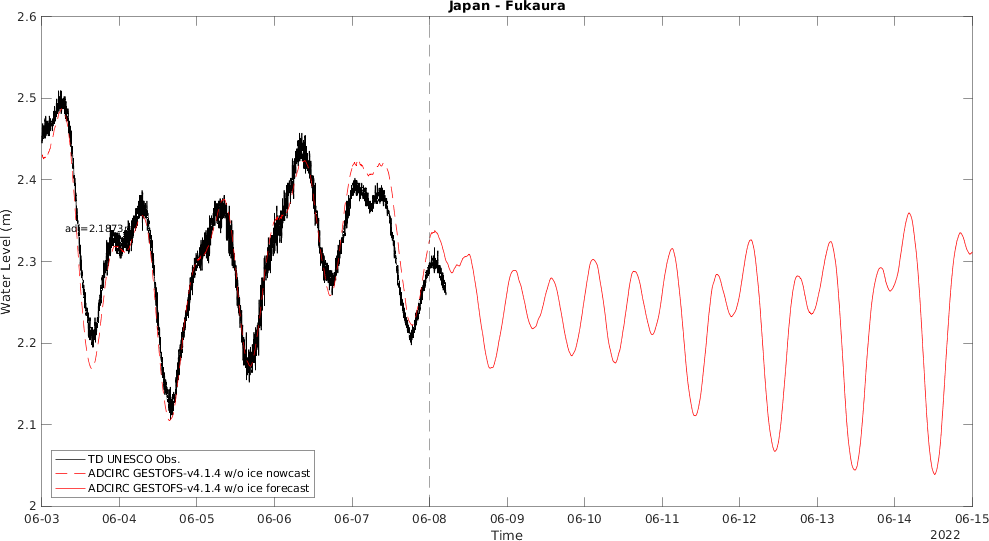 Japan - Fukaura
2.6
2.5
2.4
2.3
2.2
2.1
2
Water Level (m)
adj=2.1873
TD UNESCO Obs.
ADCIRC GESTOFS-v4.1.4 w/o ice nowcast
ADCIRC GESTOFS-v4.1.4 w/o ice forecast
06-03 06-04 06-05 06-06 06-07 06-08 06-09 06-10 06-11 06-12 06-13 06-14 06-15
Time
2022